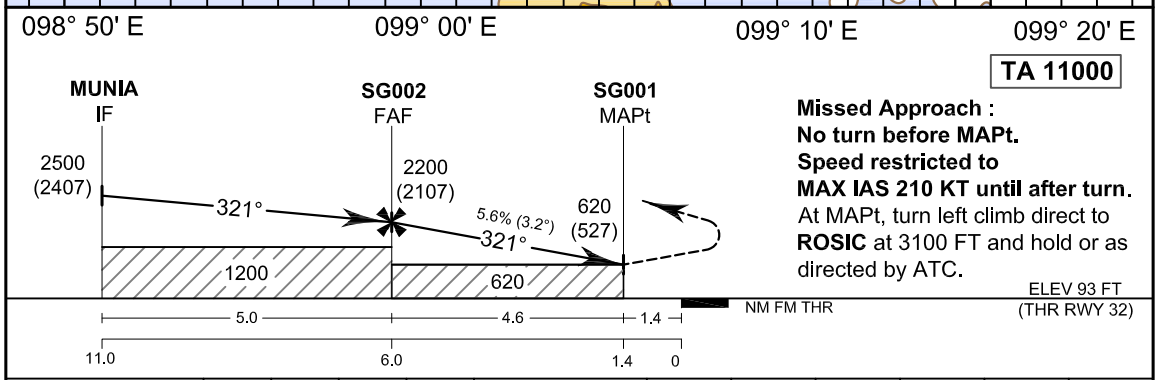 098° 50' E 099° 00' E 099° 10' E 099° 20' E
TA 11000
MUNIA
IF
SG002
FAF
SG001
MAPt
Missed Approach :
No turn before MAPt.
Speed restricted to
MAX IAS 210 KT until after turn.
At MAPt, turn left climb direct to
ROSIC at 3100 FT and hold or as
directed by ATC.
2500
(2407)
2200
(2107)
620
(527)
321°
5.6% (3.2°)
321°
1200
620
ELEV 93 FT
(THR RWY 32)
NM FM THR
5.0 4.6 1.4
11.0 6.0 1.4 0